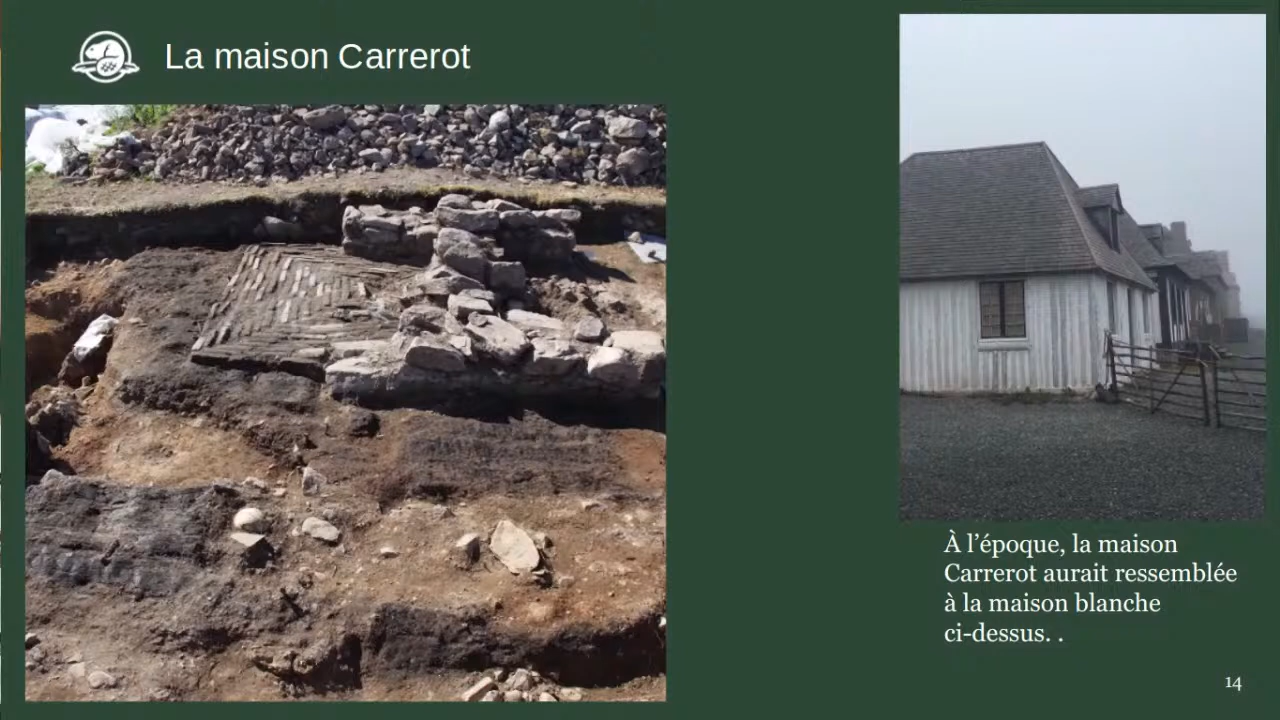 La maison Carrerot
À l’époque, la maison
Carrerot aurait ressemblée
à la maison blanche
ci-dessus. .
14